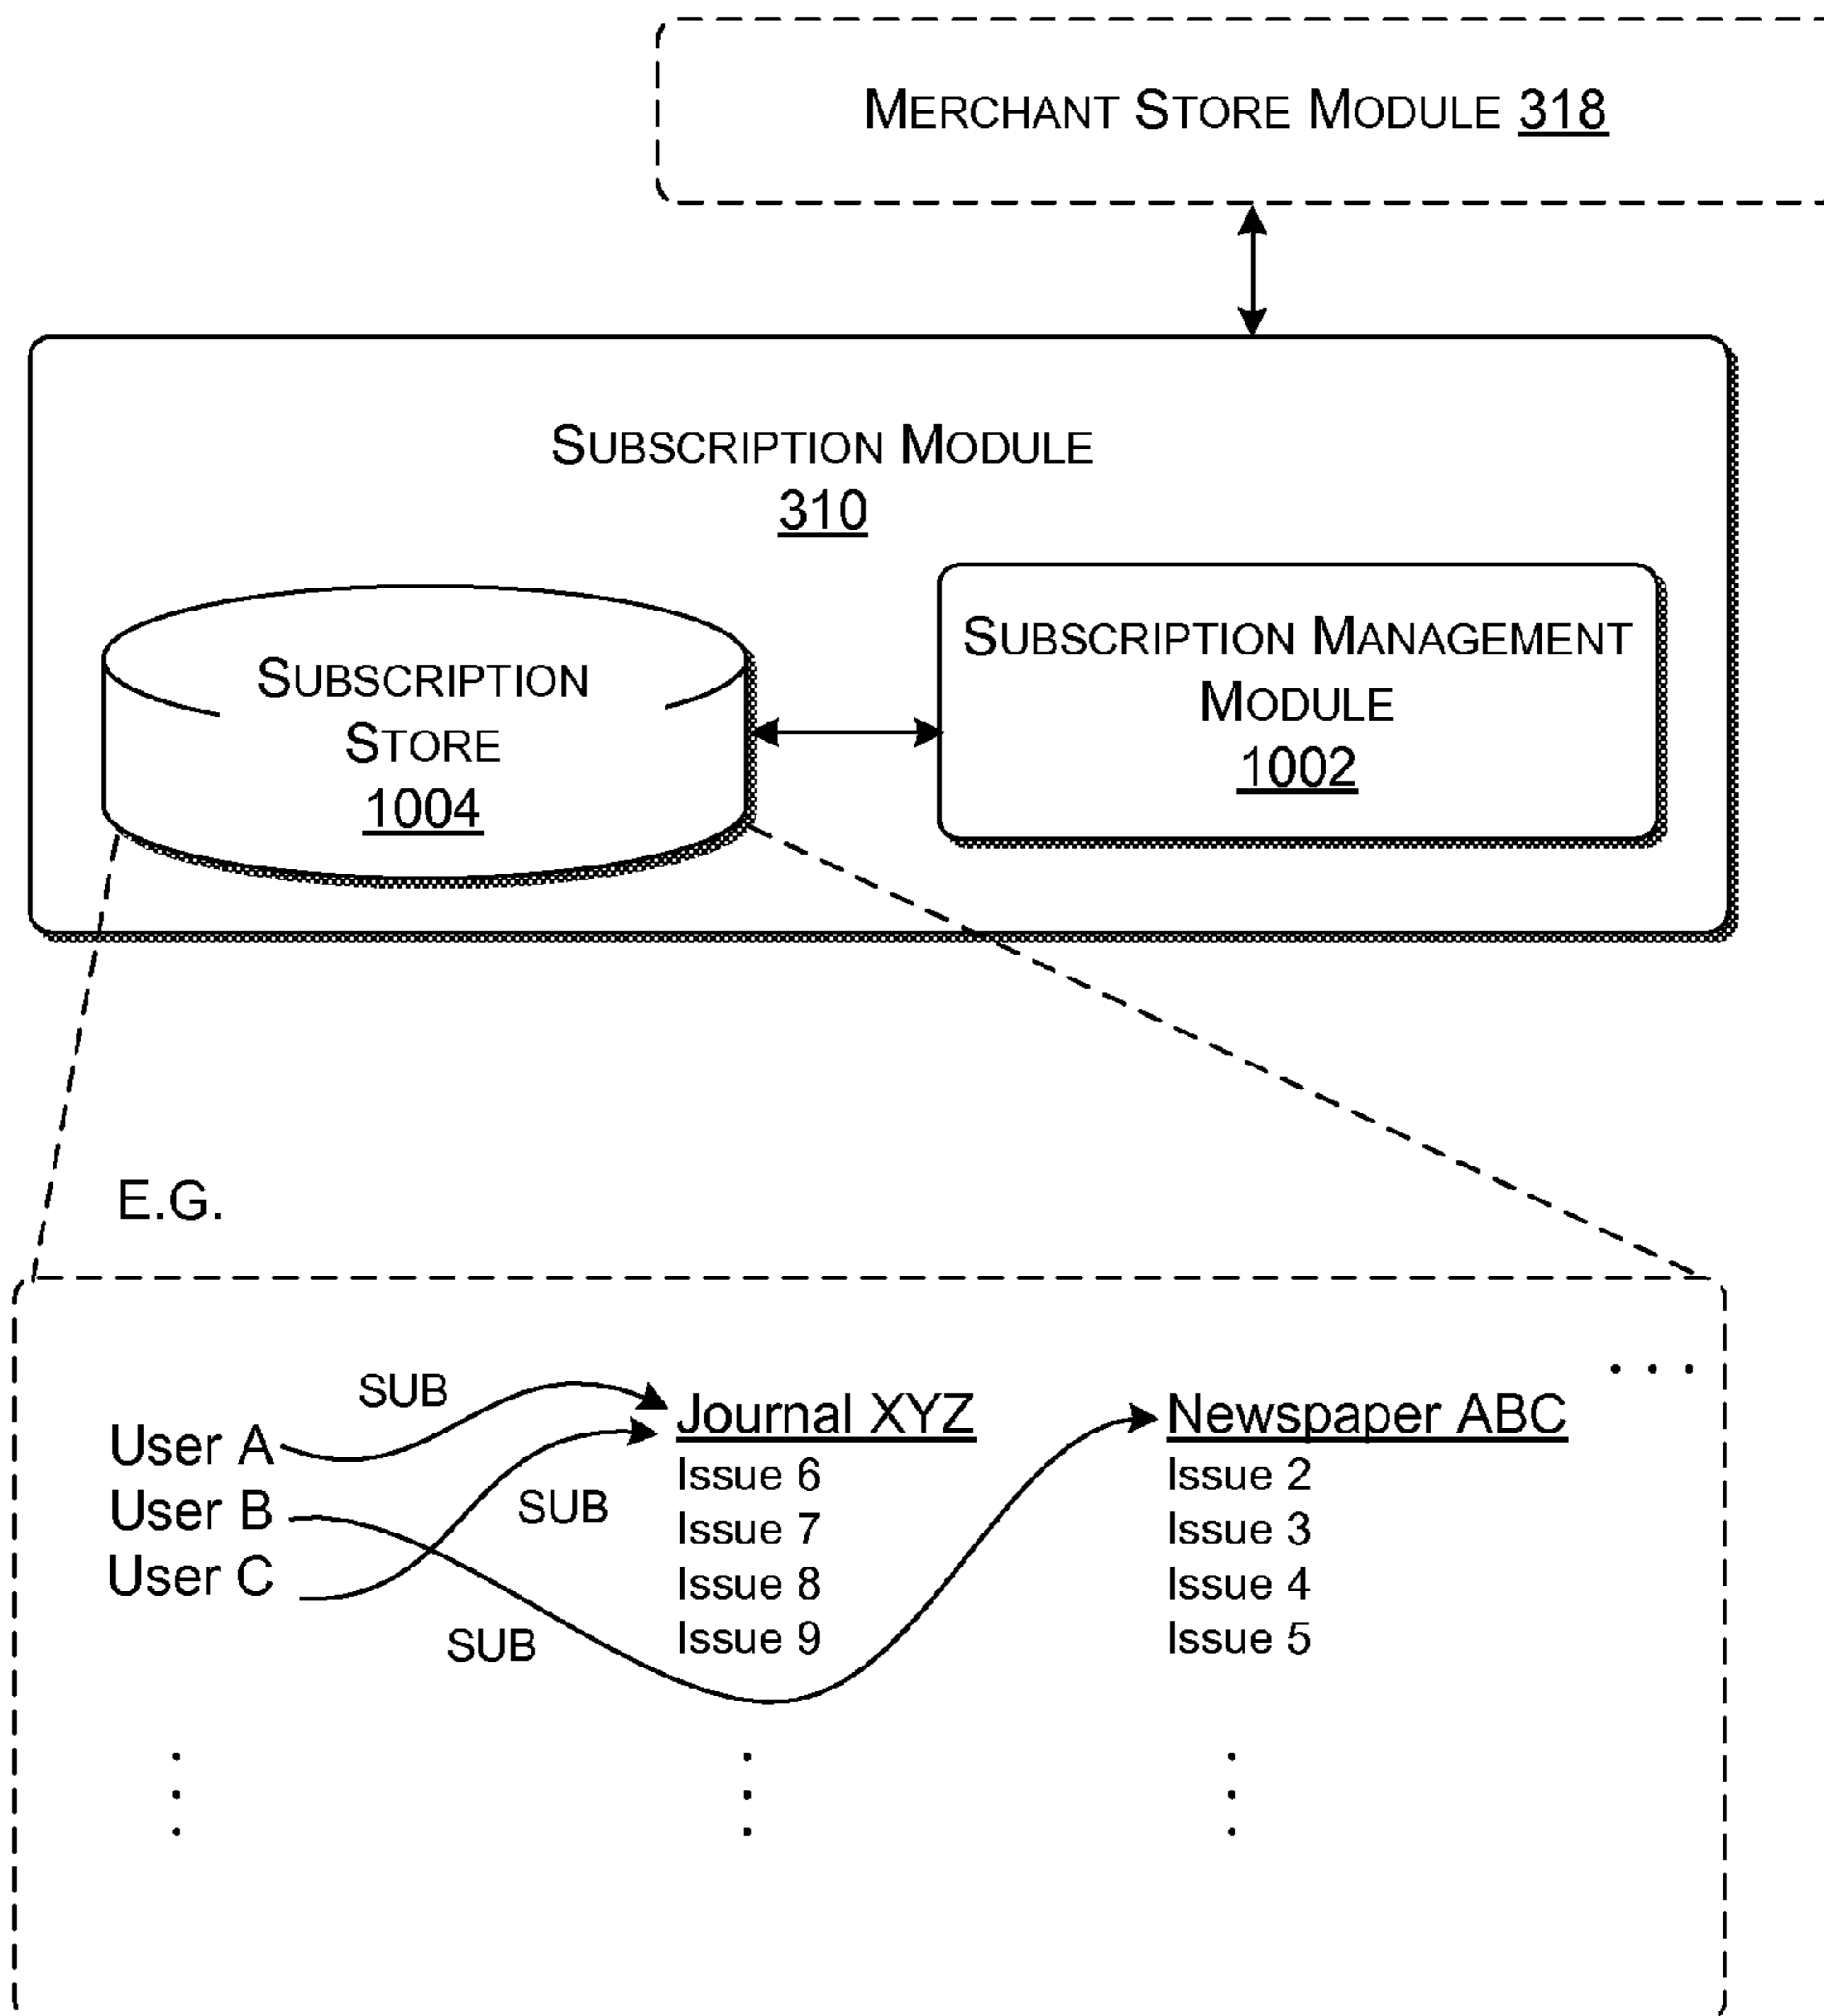 MERCHANT STORE MODULE 318
SUBSCRIPTION MODULE
310
SUBSCRIPTION
STORE
1004
SUBSCRIPTION MANAGEMENT
MODULE
1002
E.G.
. . .
SUB
Journal XYZ
Newspaper ABC
User A
Issue 6
Issue 2
User B
SUB
Issue 7
Issue 3
User C
Issue 8
Issue 4
SUB
Issue 9
Issue 5